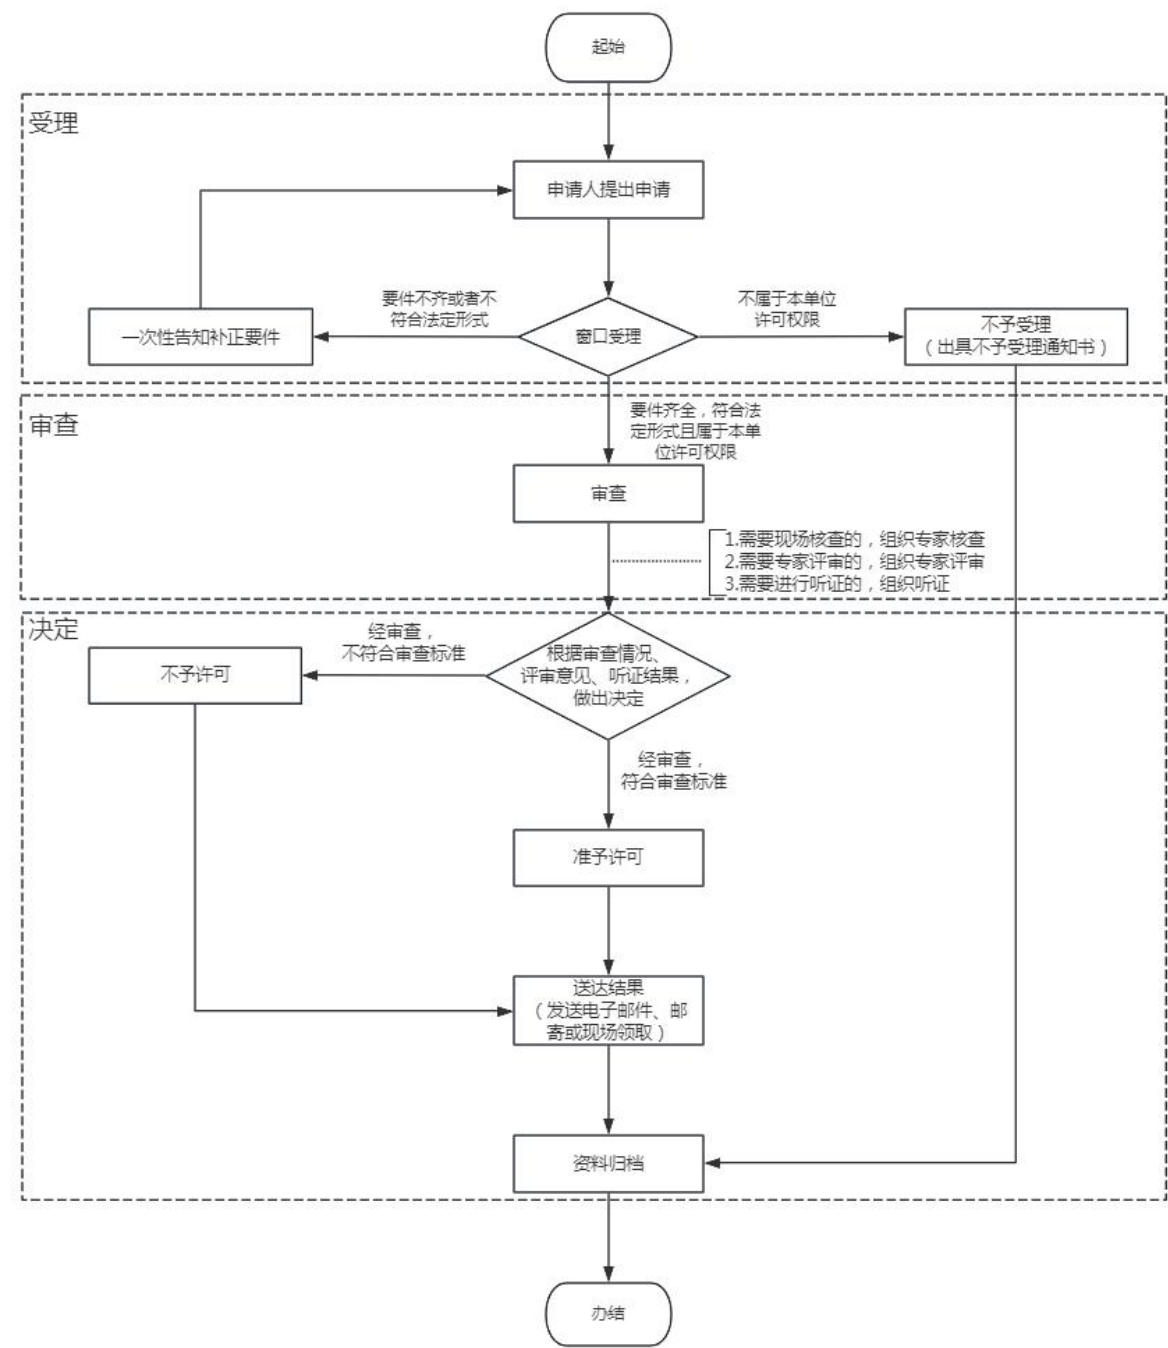 起始
受理
申请人提出申请
要件不齐或者不
符合法定形式
不属于本单位
许可权限
一次性告知补正要件
窗口受理
不予受理
（出具不予受理通知书）
审查
要件齐全，符合法
定形式且属于本单
位许可权限
审查
1.需要现场核查的，组织专家核查
2.需要专家评审的，组织专家评审
3.需要进行听证的，组织听证
决定
经审查，
不符合审查标准
不予许可
根据审查情况、
评审意见、听证结果，
做出决定
经审查，
符合审查标准
准予许可
送达结果
（发送电子邮件、邮
寄或现场领取）
资料归档
办结